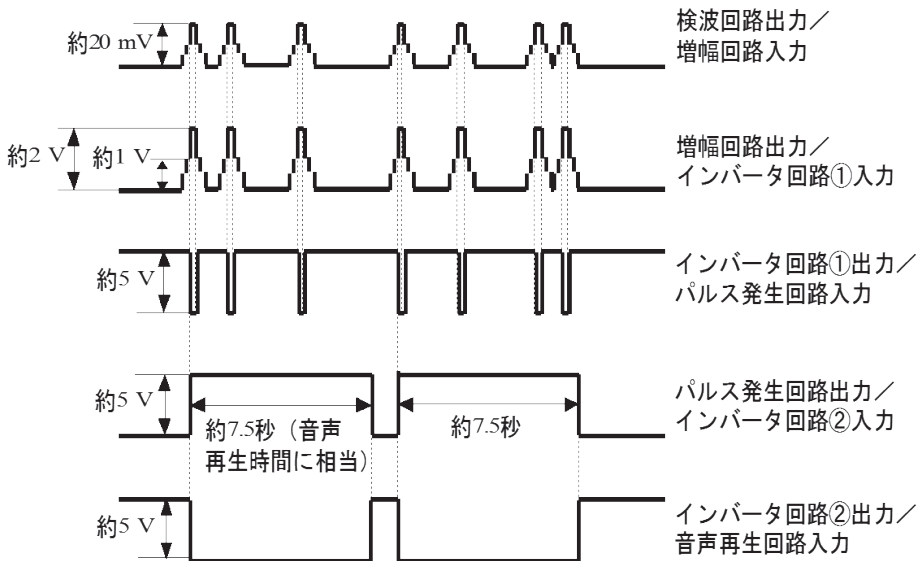 約20 mV
検波回路出力／
増幅回路入力
約2 V
約1 V
増幅回路出力／
インバータ回路①入力
約5 V
インバータ回路①出力／
パルス発生回路入力
約5 V
約7.5秒（音声
再生時間に相当）
約7.5秒
パルス発生回路出力／
インバータ回路②入力
約5 V
インバータ回路②出力／
音声再生回路入力